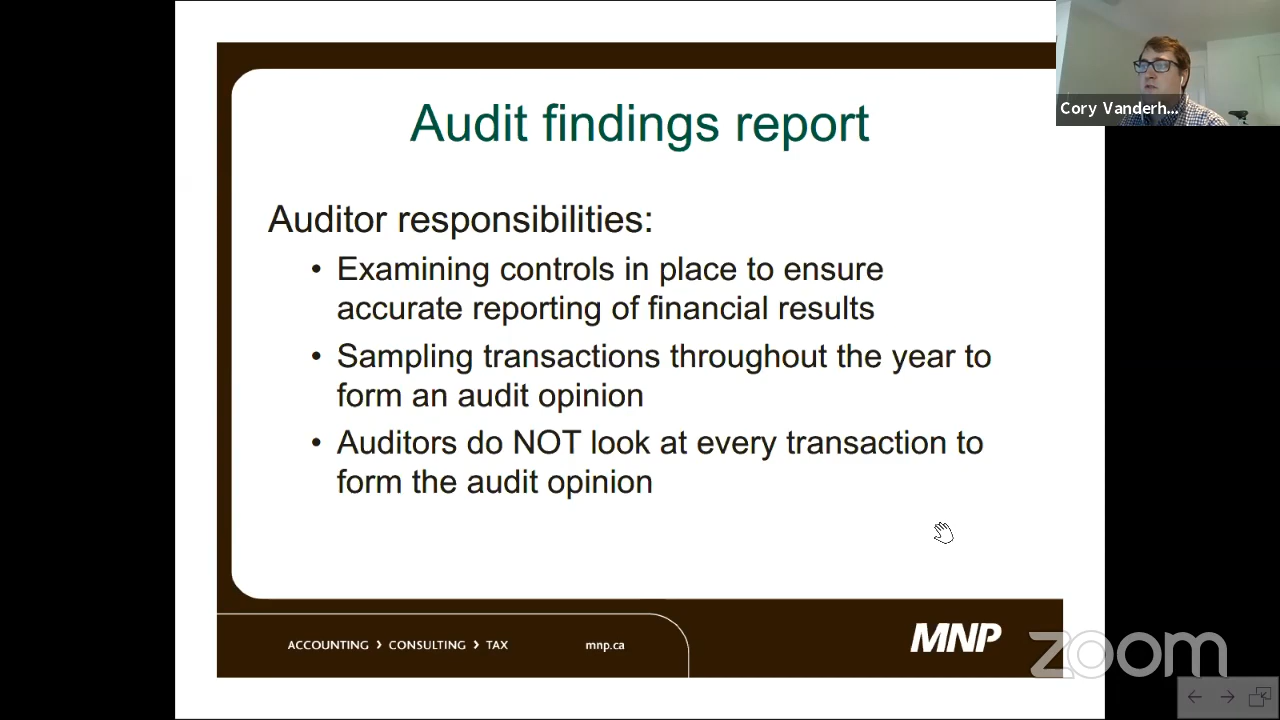 Audit findings report
Cory Vanderh...
Auditor responsibilities:
• Examining controls in place to ensure
accurate reporting of financial results
• Sampling transactions throughout the year to
form an audit opinion
• Auditors do NOT look at every transaction to
form the audit opinion
ACCOUNTING › CONSULTING › TAX
mnp.ca
MNP
zoom